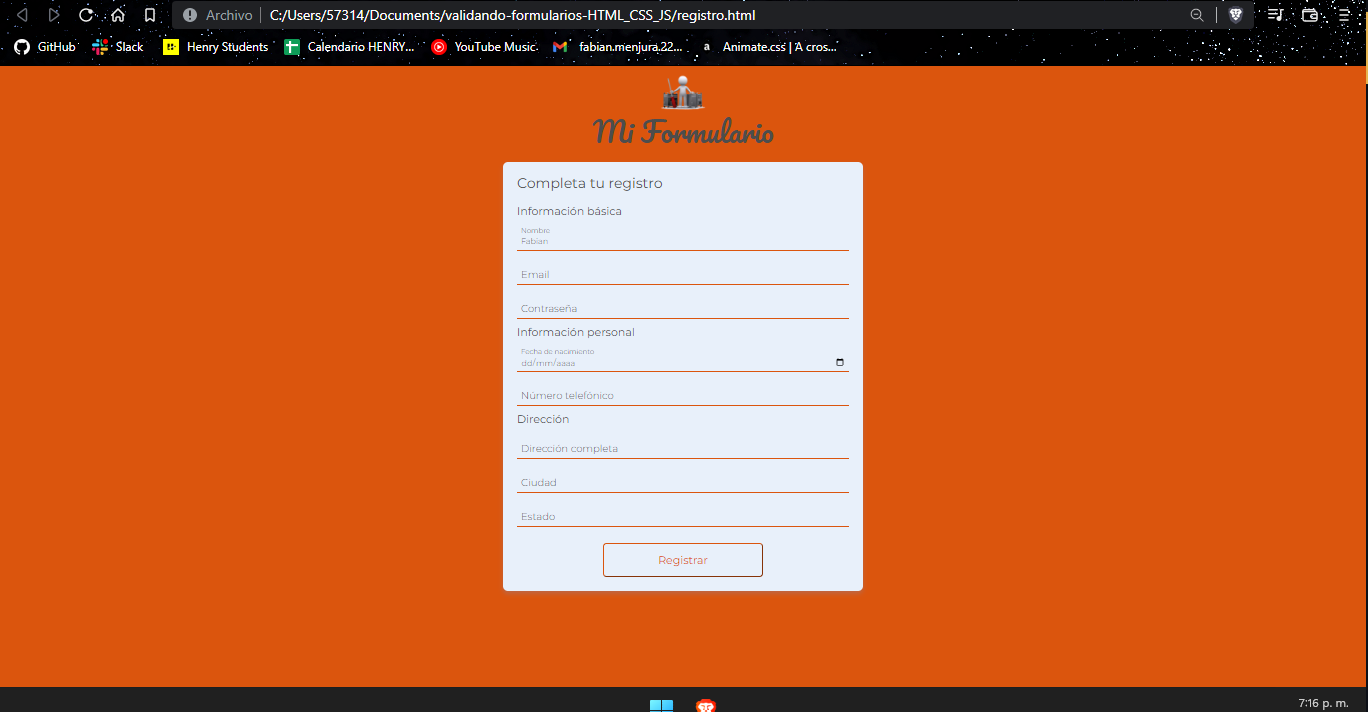 Archivo C:/Users/57314/Documents/validando-formularios-HTML_CSS_JS/registro.html
GitHub Slack Henry Students Calendario HENRY... YouTube Music fabian.menjura.22... a Animate.css | A cros...
Mi Formulario
Completa tu registro
Información básica
Nombre
Fabian
Email
Contraseña
Información personal
Fecha de nacimiento
dd/mm/aaaa
Número telefónico
Dirección
Dirección completa
Ciudad
Estado
Registrar
7:16 p. m.